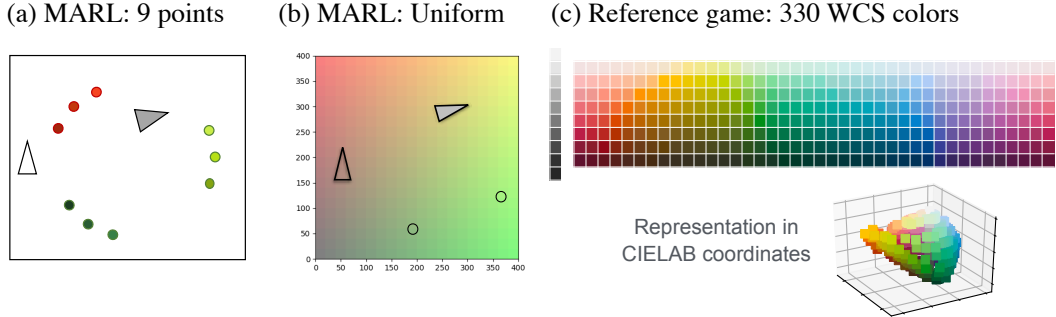 (a) MARL: 9 points
(b) MARL: Uniform
(c) Reference game: 330 WCS colors
400
350
300
250
200
150
100
50
0
0 50 100 150 200 250 300 350 400
Representation in
CIELAB coordinates